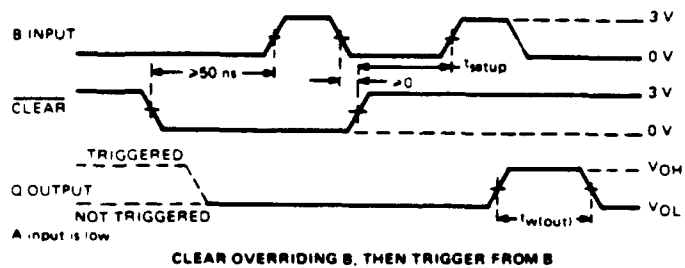 B INPUT
3 V
0 V
≥50 ns
≥0
tsetup
CLEAR
3 V
0 V
TRIGGERED
Q OUTPUT
NOT TRIGGERED
VOH
VOL
tw(out)
A input is low
CLEAR OVERRIDING B, THEN TRIGGER FROM B